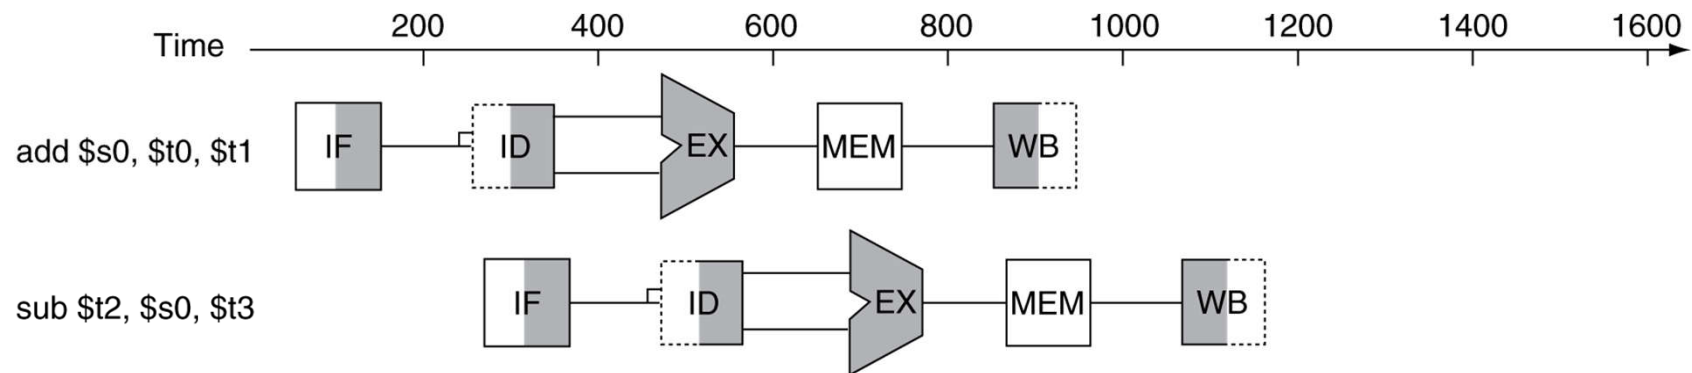 200 400 600 800 1000 1200 1400 1600
Time
add $s0, $t0, $t1 IF ID EX MEM WB
sub $t2, $s0, $t3 IF ID EX MEM WB